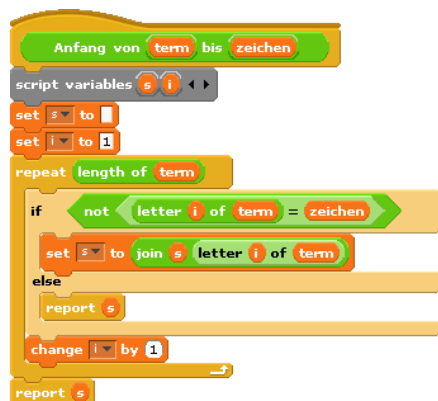 Anfang von term bis zeichen
script variables s i
set s to
set i to 1
repeat length of term
if not letter i of term = zeichen
set s to join s letter i of term
else
report s
change i by 1
report s